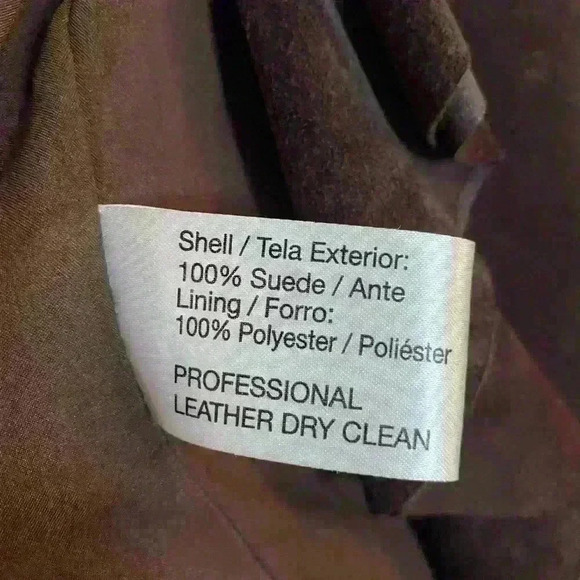 Shell / Tela Exterior:
100% Suede / Ante
Lining / Forro:
100% Polyester / Poliéster
PROFESSIONAL
LEATHER DRY CLEAN